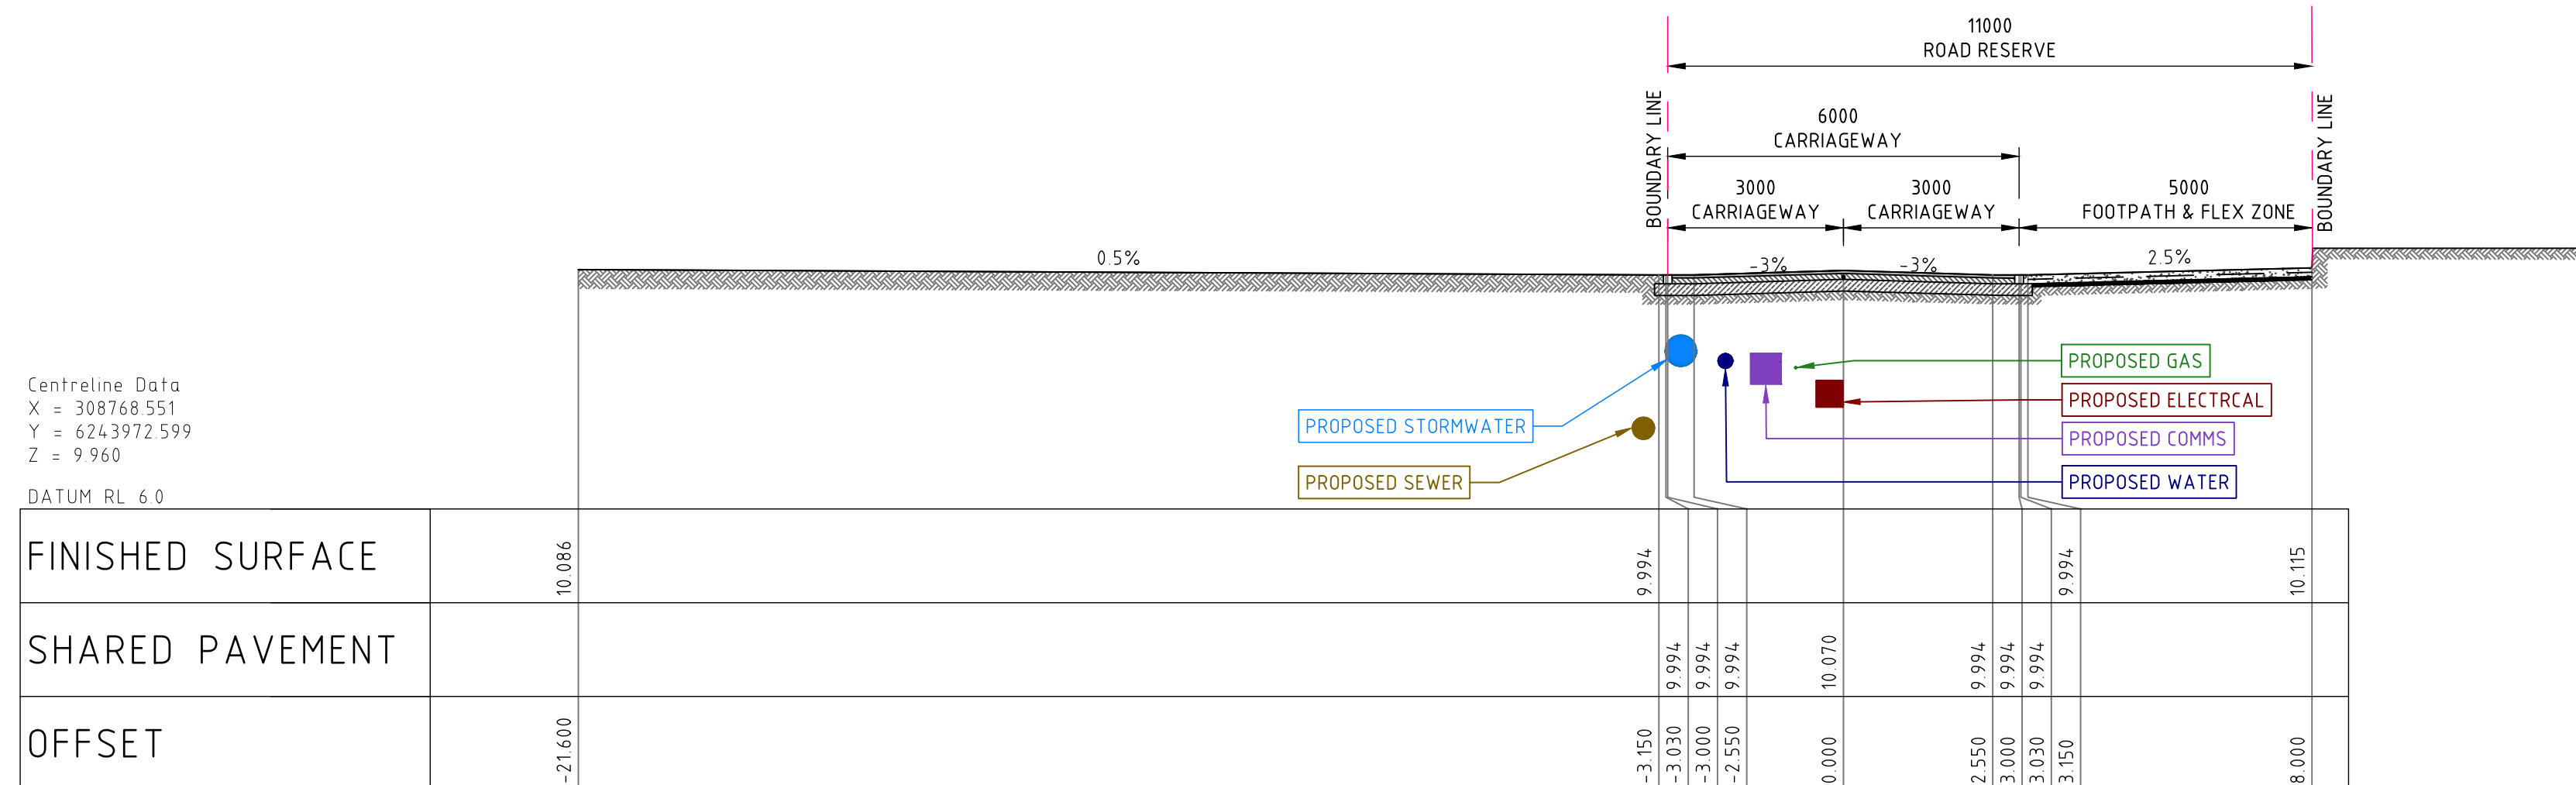 11000
ROAD RESERVE
BOUNDARY LINE
6000
CARRIAGEWAY
BOUNDARY LINE
3000
CARRIAGEWAY
3000
CARRIAGEWAY
5000
FOOTPATH & FLEX ZONE
0.5%
-3%
-3%
2.5%
Centreline Data
X = 308768.551
Y = 6243972.599
Z = 9.960
DATUM RL 6.0
PROPOSED STORMWATER
PROPOSED SEWER
PROPOSED GAS
PROPOSED ELECTRCAL
PROPOSED COMMS
PROPOSED WATER
FINISHED SURFACE
10.086
9.994
9.994
10.115
SHARED PAVEMENT
9.994
9.994
9.994
10.070
9.994
9.994
9.994
OFFSET
-21.600
-3.150
-3.030
-3.000
-2.550
0.000
2.550
3.000
3.030
3.150
8.000